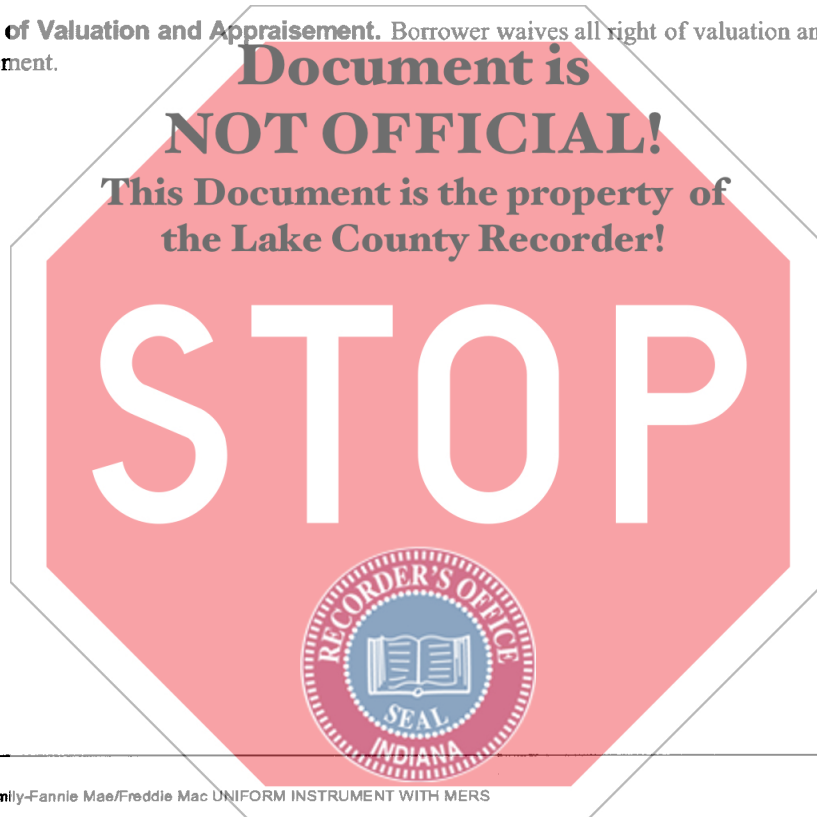 of Valuation and Appraisement. Borrower waives all right of valuation an
ment.
Document is
NOT OFFICIAL!
This Document is the property of
the Lake County Recorder!
STOP
RECORDER'S OFFICE
SEAL
INDIANA
mily-Fannie Mae/Freddie Mac UNIFORM INSTRUMENT WITH MERS